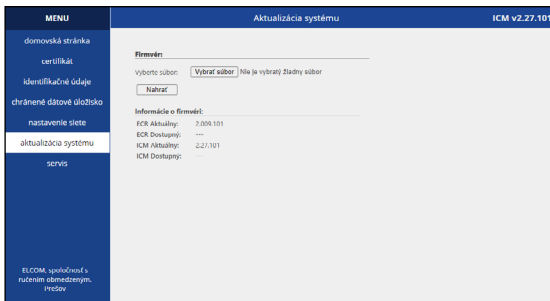 MENU
Aktualizácia systému
ICM v2.27.101
domovská stránka
certifikát
identifikačné údaje
chránené dátové úložisko
nastavenie siete
aktualizácia systému
servis
ELCOM, spoločnosť s
ručením obmedzeným,
Prešov
Firmvér:
Vyberte súbor: Vybrať súbor Nie je vybratý žiadny súbor
Nahrať
Informácie o firmvéri:
ECR Aktuálny: 2.009.101
ECR Dostupný: ---
ICM Aktuálny: 2.27.101
ICM Dostupný: ---